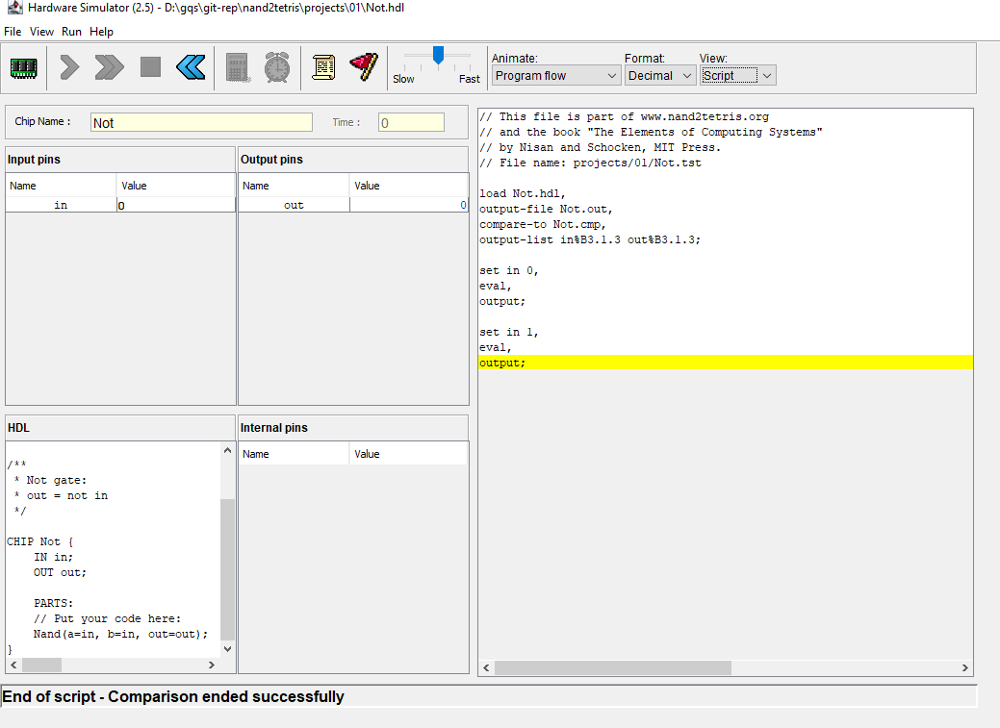 Hardware Simulator (2.5) - D:\gqs\git-rep\nand2tetris\projects\01\Not.hdl
File View Run Help
Animate: Format: View:
Slow Fast Program flow Decimal Script
Chip Name : Not Time : 0
Input pins Output pins
Name Value Name Value
in 0 out 0
HDL Internal pins
Name Value
/**
 * Not gate:
 * out = not in
 */
CHIP Not {
    IN in;
    OUT out;
    PARTS:
    // Put your code here:
    Nand(a=in, b=in, out=out);
}
// This file is part of www.nand2tetris.org
// and the book "The Elements of Computing Systems"
// by Nisan and Schocken, MIT Press.
// File name: projects/01/Not.tst
load Not.hdl,
output-file Not.out,
compare-to Not.cmp,
output-list in%B3.1.3 out%B3.1.3;
set in 0,
eval,
output;
set in 1,
eval,
output;
End of script - Comparison ended successfully